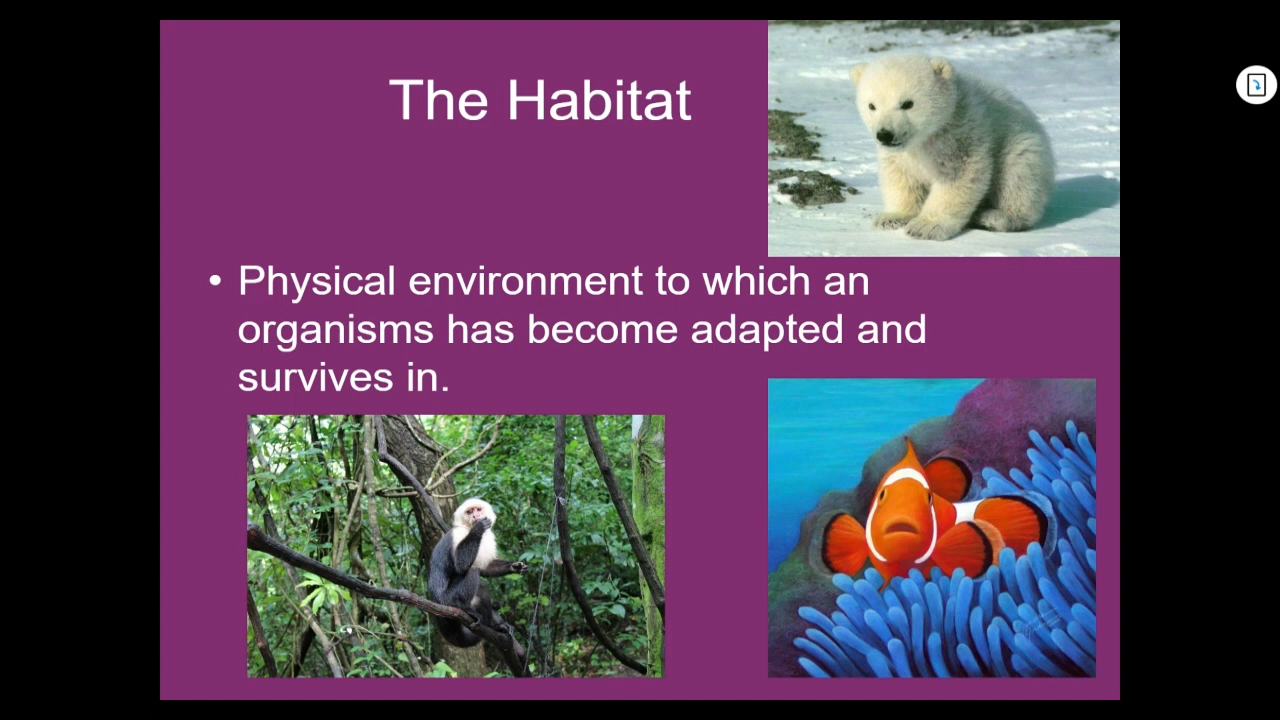 The Habitat
• Physical environment to which an
organisms has become adapted and
survives in.